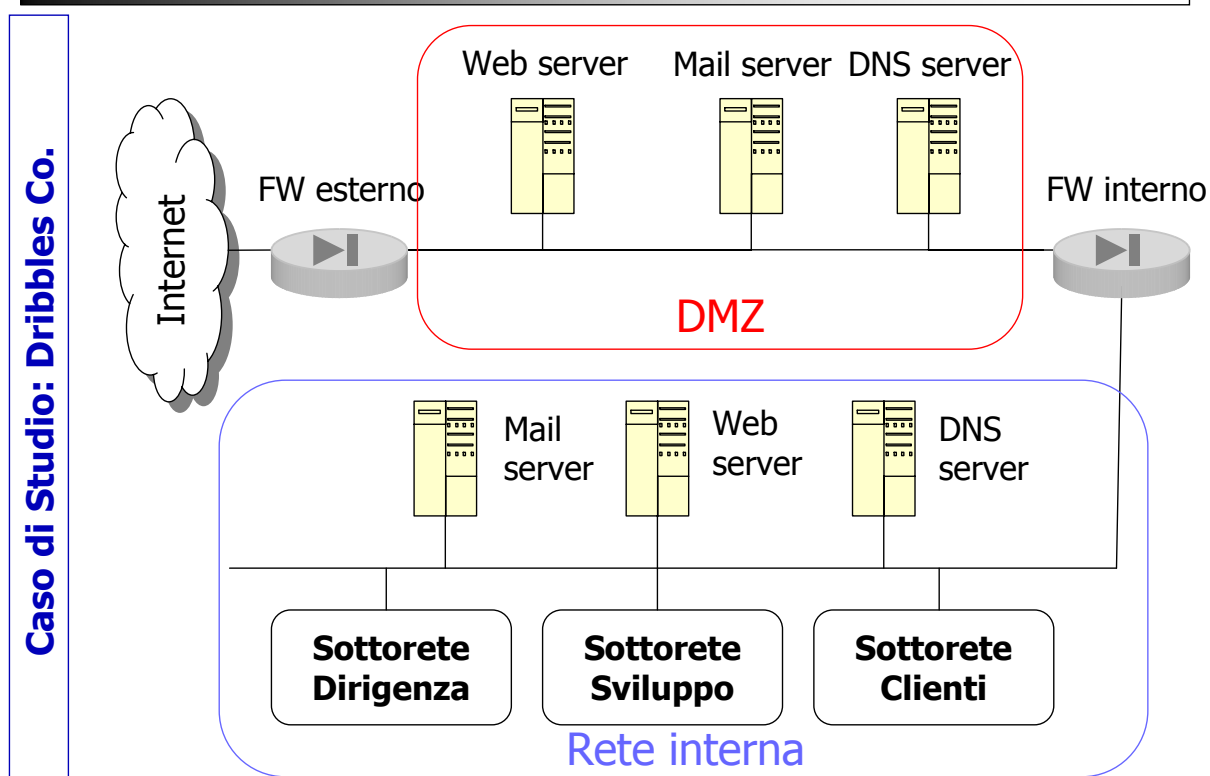 Caso di Studio: Dribbles Co.
Web server
Mail server
DNS server
Internet
FW esterno
FW interno
DMZ
Mail
server
Web
server
DNS
server
Sottorete
Dirigenza
Sottorete
Sviluppo
Sottorete
Clienti
Rete interna